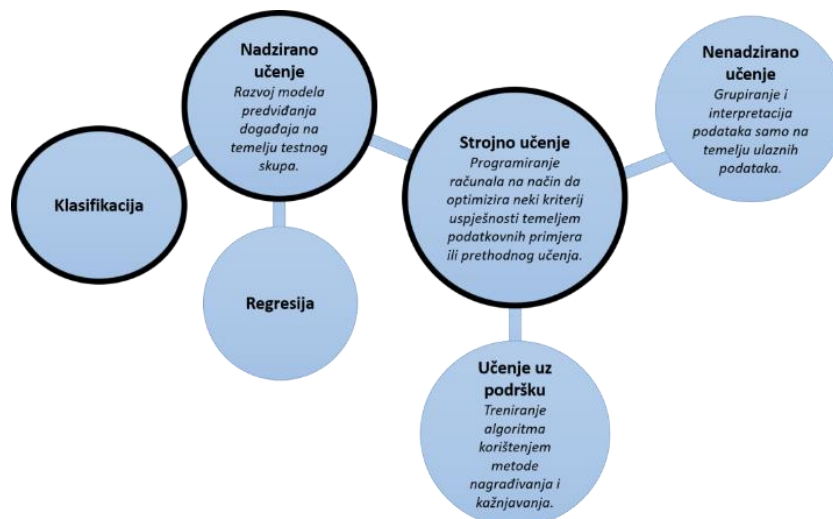 Nadzirano
učenje
Razvoj modela
predviđanja
događaja na
temelju testnog
skupa.
Nenadzirano
učenje
Grupiranje i
interpretacija
podataka samo na
temelju ulaznih
podataka.
Strojno učenje
Programiranje
računala na način da
optimizira neki kriterij
uspješnosti temeljem
podatkovnih primjera
ili prethodnog učenja.
Klasifikacija
Regresija
Učenje uz
podršku
Treniranje
algoritma
korištenjem
metode
nagrađivanja i
kažnjavanja.